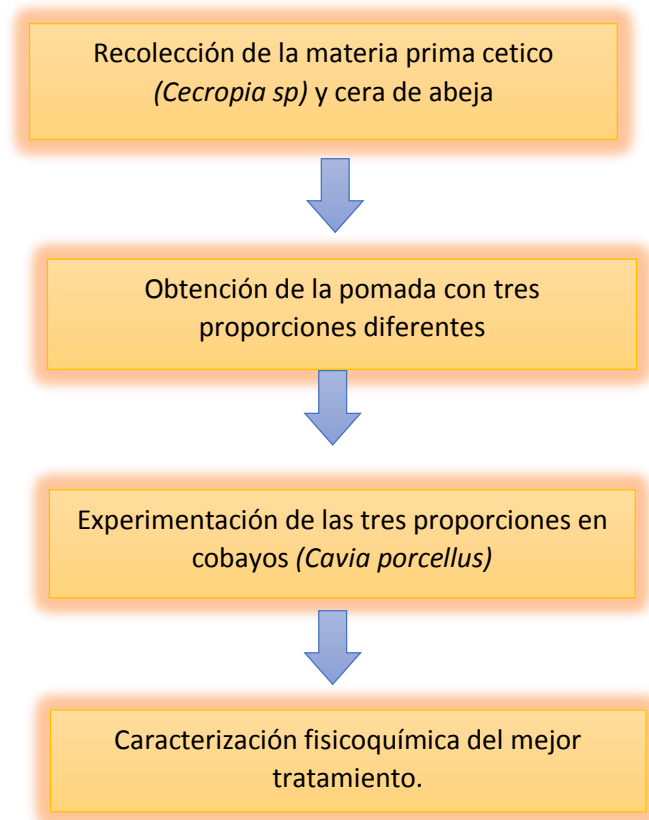 Recolección de la materia prima cetico
(Cecropia sp) y cera de abeja
Obtención de la pomada con tres
proporciones diferentes
Experimentación de las tres proporciones en
cobayos (Cavia porcellus)
Caracterización fisicoquímica del mejor
tratamiento.